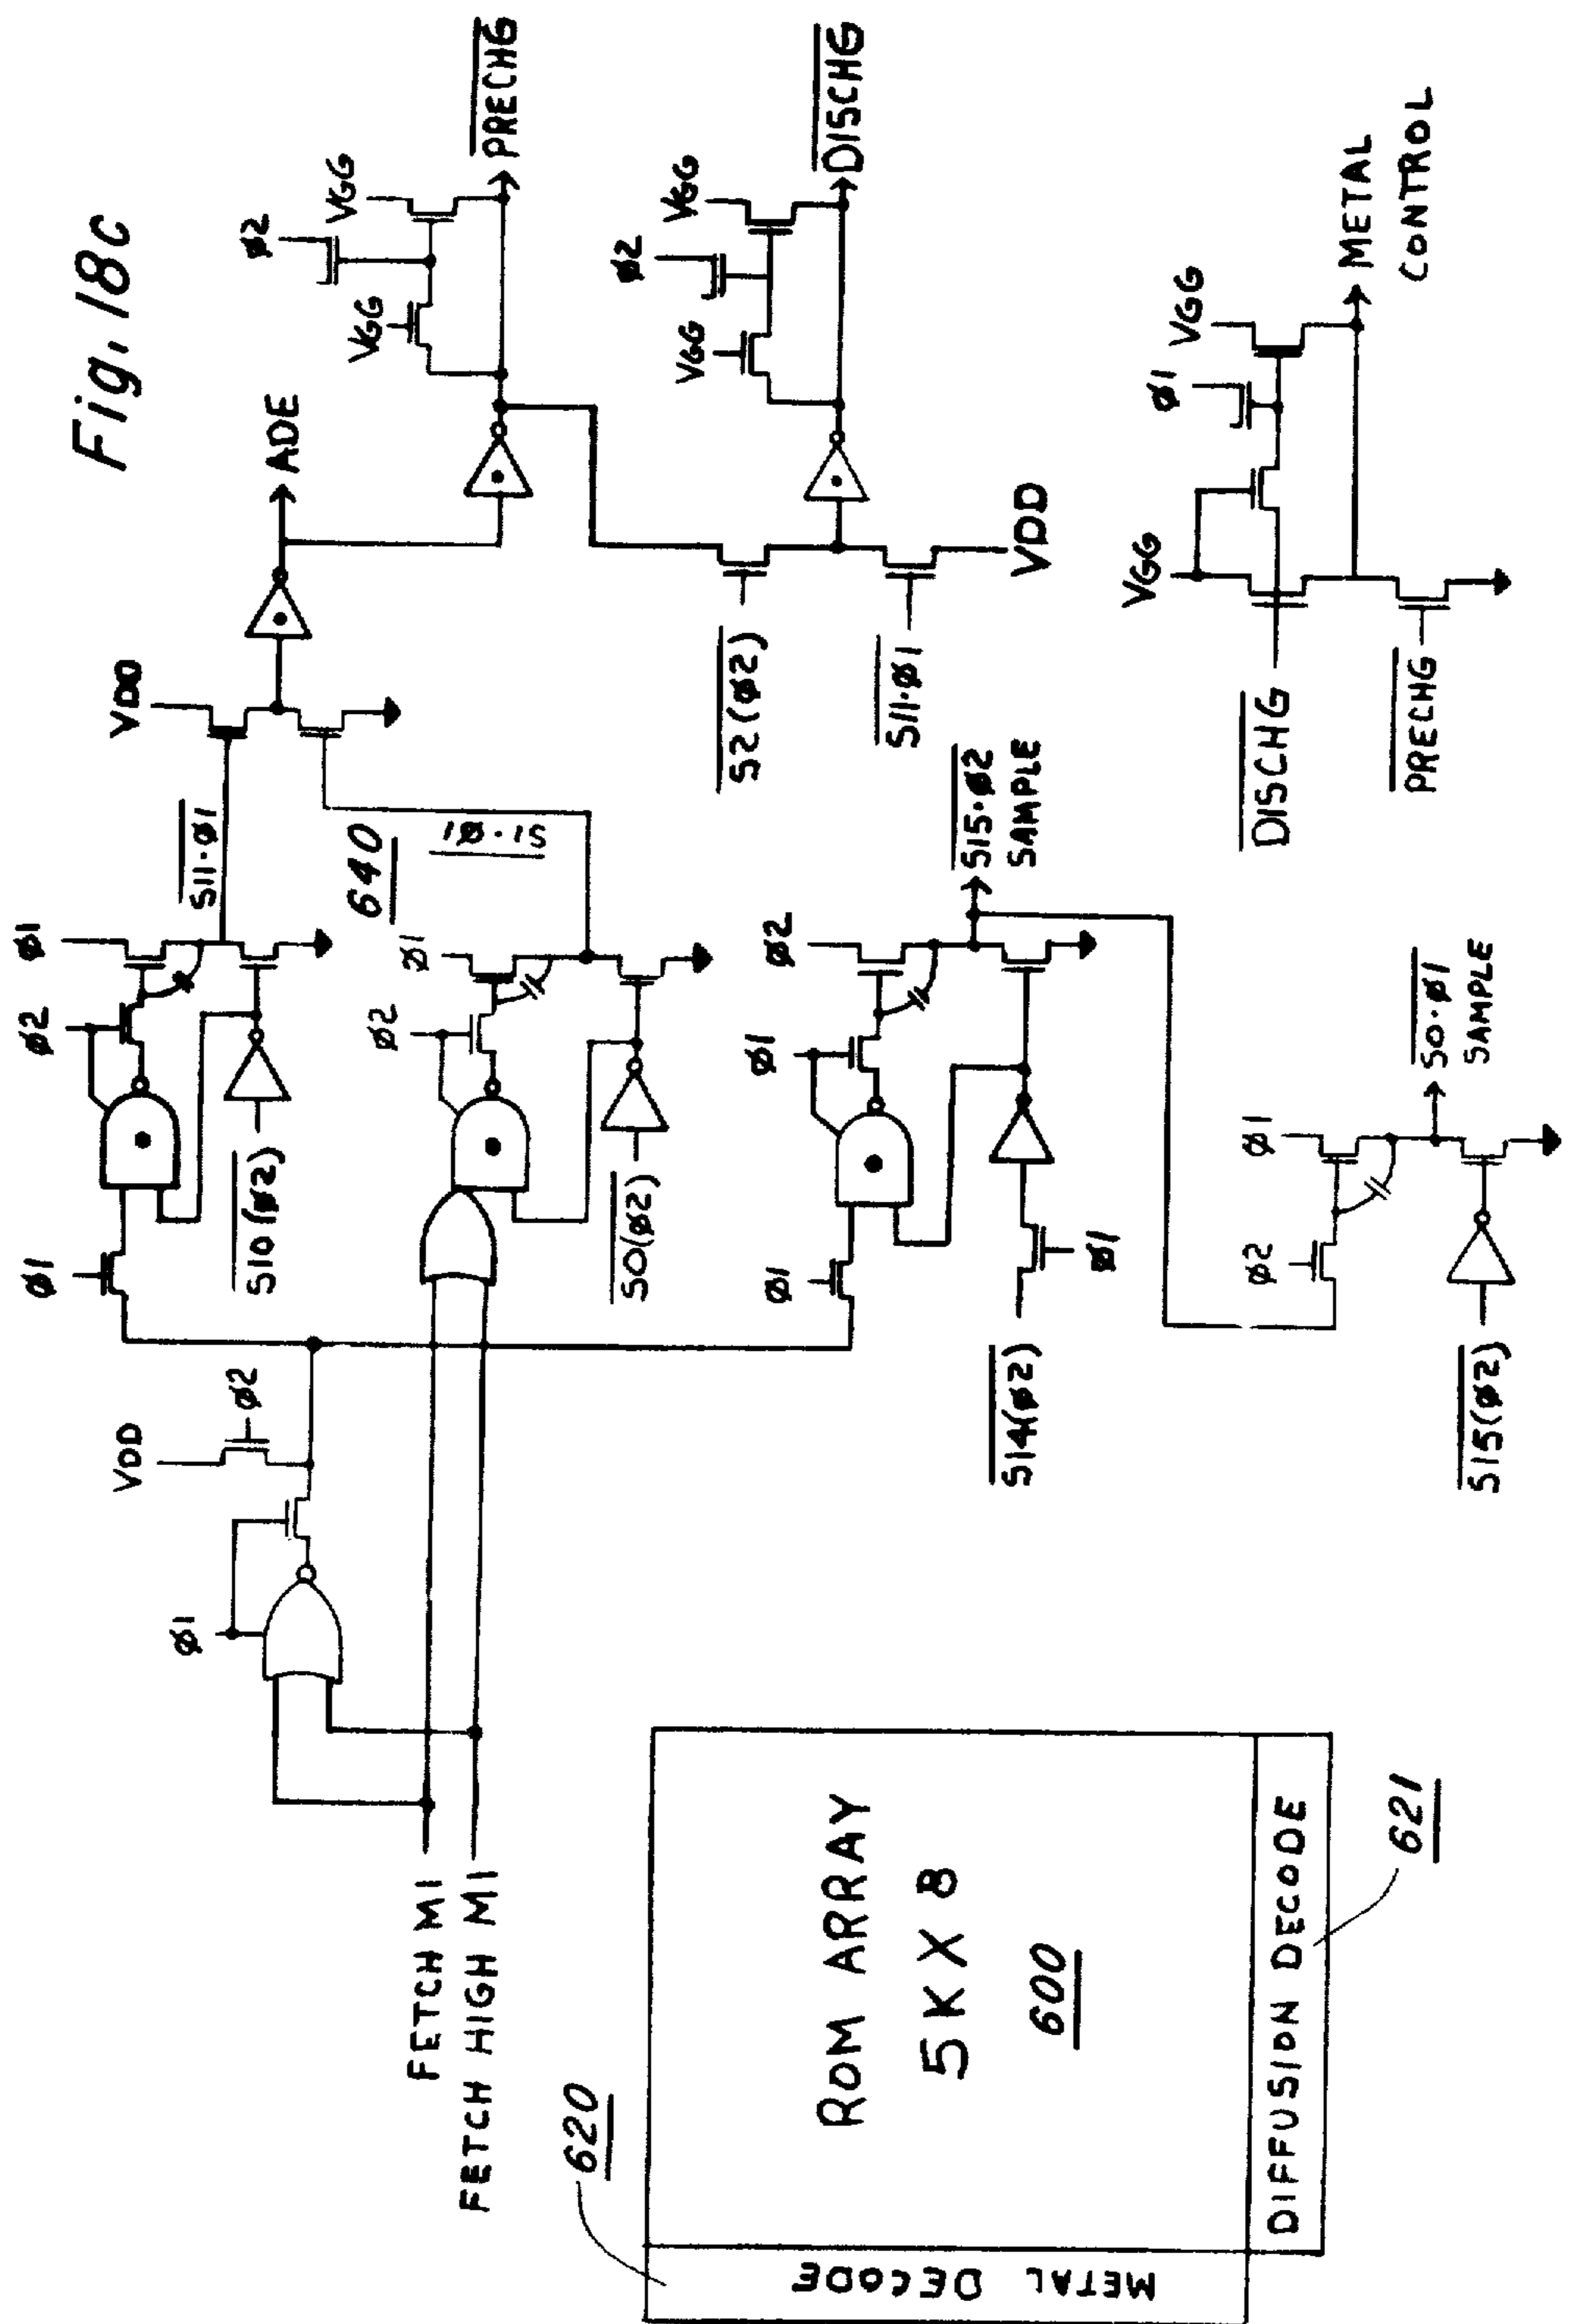 Fig. 18c
FETCH M1
FETCH HIGH M1
Ø1
VDD
Ø2
Ø1
S10(Ø2)
Ø2
Ø1
S11·Ø1
VDD
ADE
Ø2
VGG
VGG
PRECHG
S0(Ø2)
Ø2
Ø1
640
S1·Ø1
Ø2
VGG
VGG
DISCHG
S2(Ø2)
S11·Ø1
VDD
Ø1
S14(Ø2)
Ø1
Ø1
Ø2
S15·Ø2
SAMPLE
S15(Ø2)
Ø2
Ø1
S0·Ø1
SAMPLE
VGG
Ø1
VGG
DISCHG
PRECHG
METAL
CONTROL
620
METAL DECODE
ROM ARRAY
5K X 8
600
DIFFUSION DECODE
621